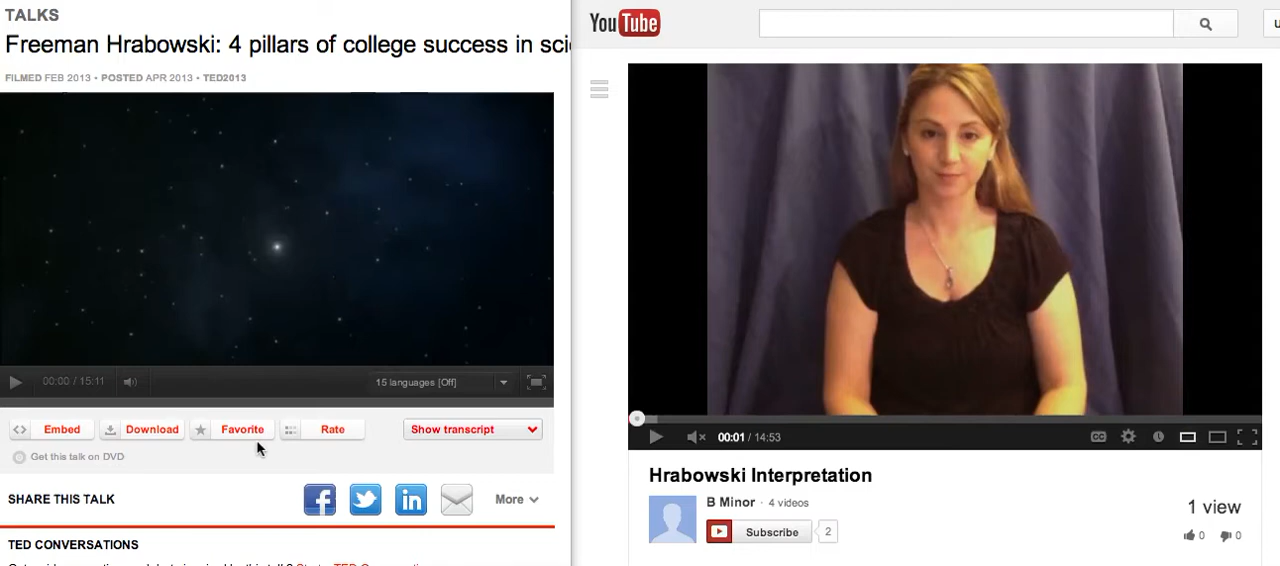 TALKS
Freeman Hrabowski: 4 pillars of college success in sci
FILMED FEB 2013 • POSTED APR 2013 • TED2013
00:00 / 15:11
15 languages [Off]
Embed
Download
Favorite
Rate
Show transcript
Get this talk on DVD
SHARE THIS TALK
f
in
More
TED CONVERSATIONS
YouTube
u
CC
00:01 / 14:53
Hrabowski Interpretation
B Minor · 4 videos
Subscribe
2
1 view
0
0